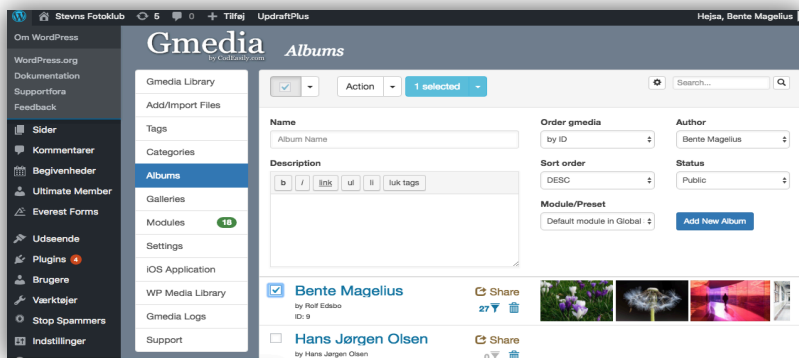 Stevns Fotoklub 5 0 + Tilføj UpdraftPlus Hejsa, Bente Magelius
Om WordPress
WordPress.org
Dokumentation
Supportfora
Feedback
Sider
Kommentarer
Begivenheder
Ultimate Member
Everest Forms
Udseende
Plugins 4
Brugere
Værktøjer
Stop Spammers
Indstillinger
Gmedia
by CodEasily.com
Albums
Gmedia Library
Add/Import Files
Tags
Categories
Albums
Galleries
Modules 18
Settings
iOS Application
WP Media Library
Gmedia Logs
Support
Action 1 selected Search...
Name
Album Name
Description
b i link ul li luk tags
Order gmedia
by ID
Sort order
DESC
Module/Preset
Default module in Global
Author
Bente Magelius
Status
Public
Add New Album
Bente Magelius Share
by Rolf Edsbo 27
ID: 9
Hans Jørgen Olsen Share
by Hans Jørgen Olsen 0